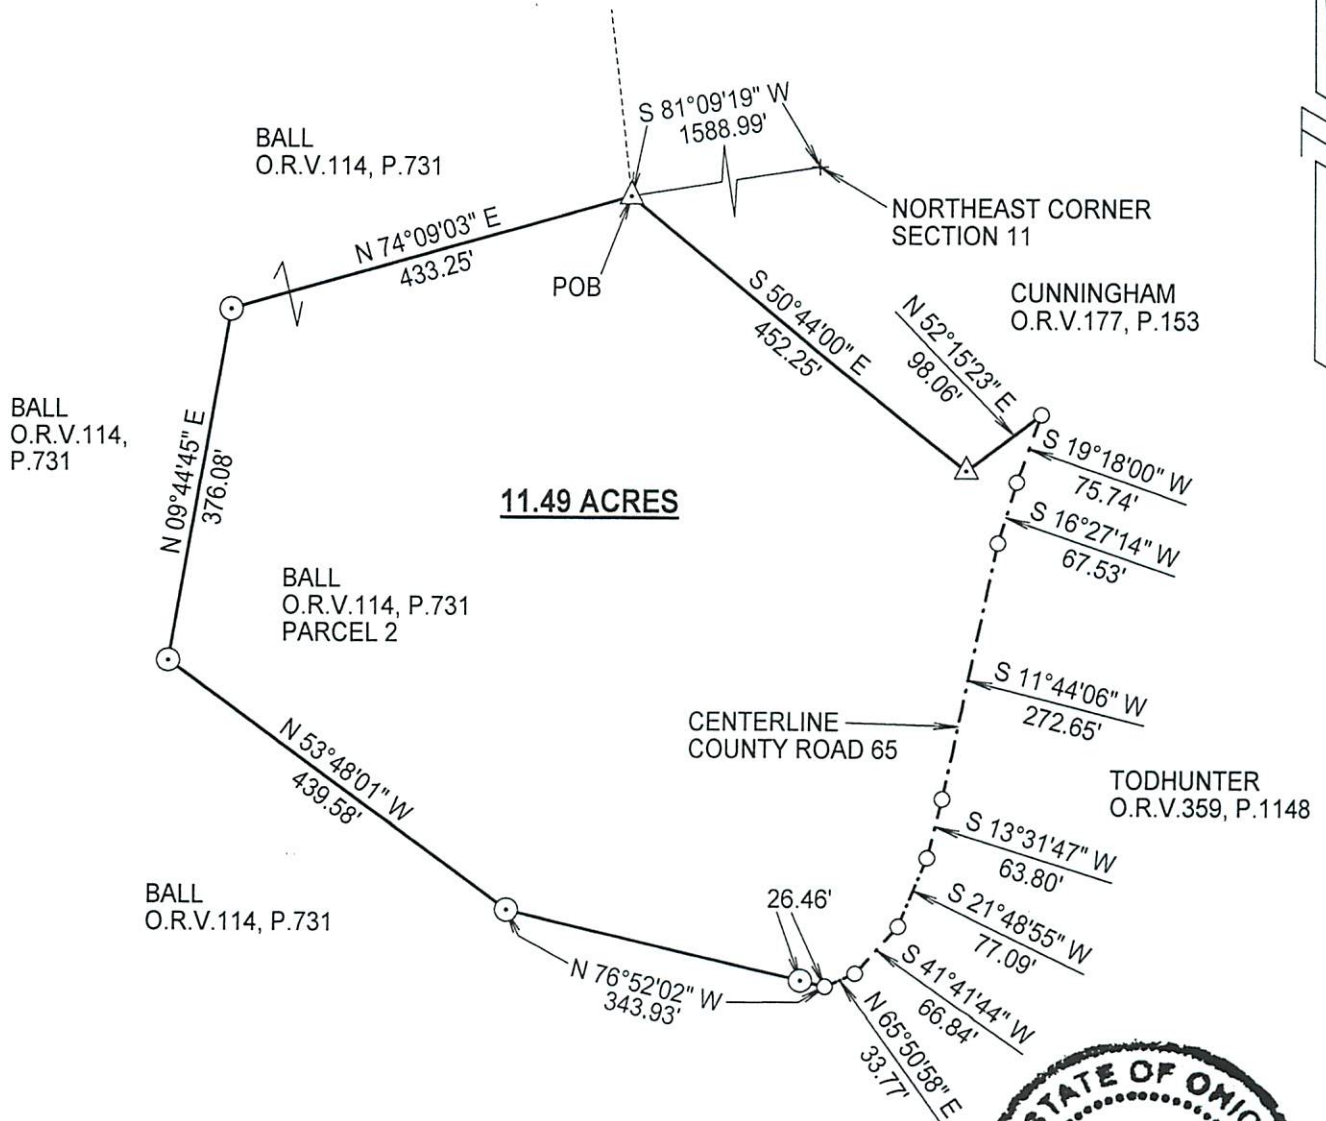 S 81°09'19" W
1588.99'
BALL
O.R.V.114, P.731
NORTHEAST CORNER
SECTION 11
N 74°09'03" E
433.25'
POB
CUNNINGHAM
O.R.V.177, P.153
S 50°44'00" E
452.25'
N 52°15'23" E
98.06'
BALL
O.R.V.114,
P.731
N 09°44'45" E
376.08'
S 19°18'00" W
75.74'
11.49 ACRES
S 16°27'14" W
67.53'
BALL
O.R.V.114, P.731
PARCEL 2
S 11°44'06" W
272.65'
CENTERLINE
COUNTY ROAD 65
N 53°48'01" W
439.58'
TODHUNTER
O.R.V.359, P.1148
S 13°31'47" W
63.80'
BALL
O.R.V.114, P.731
26.46'
S 21°48'55" W
77.09'
N 76°52'02" W
343.93'
S 41°41'44" W
66.84'
N 65°50'58" E
33.77'
STATE OF OHIO